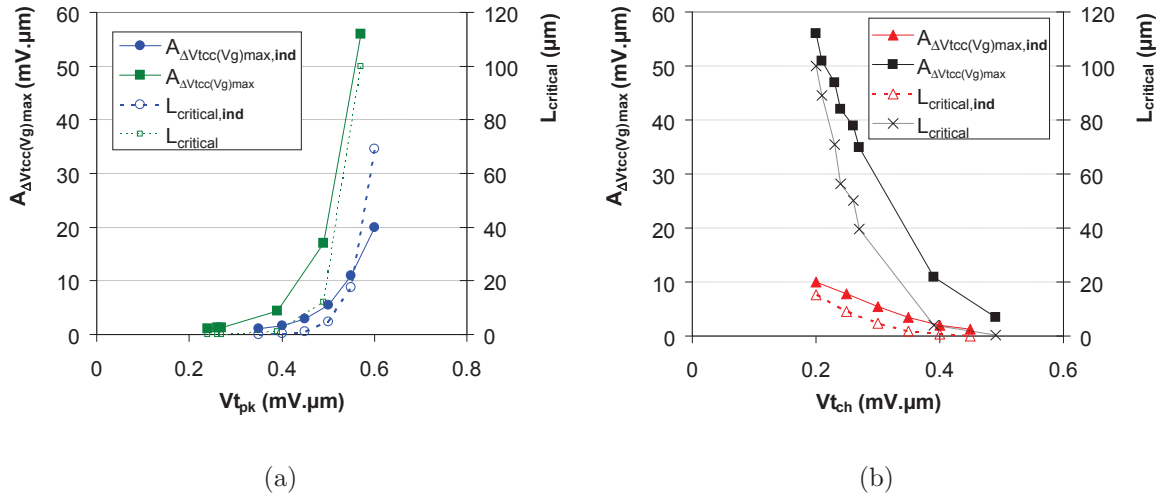 60
50
40
30
20
10
0
A_ΔVtcc(Vg)max (mV.µm)
120
100
80
60
40
20
0
L_critical (µm)
A_ΔVtcc(Vg)max,ind
A_ΔVtcc(Vg)max
L_critical,ind
L_critical
0 0.2 0.4 0.6 0.8
Vt_pk (mV.µm)
(a)
60
50
40
30
20
10
0
A_ΔVtcc(Vg)max (mV.µm)
120
100
80
60
40
20
0
L_critical (µm)
A_ΔVtcc(Vg)max,ind
A_ΔVtcc(Vg)max
L_critical,ind
L_critical
0 0.2 0.4 0.6
Vt_ch (mV.µm)
(b)